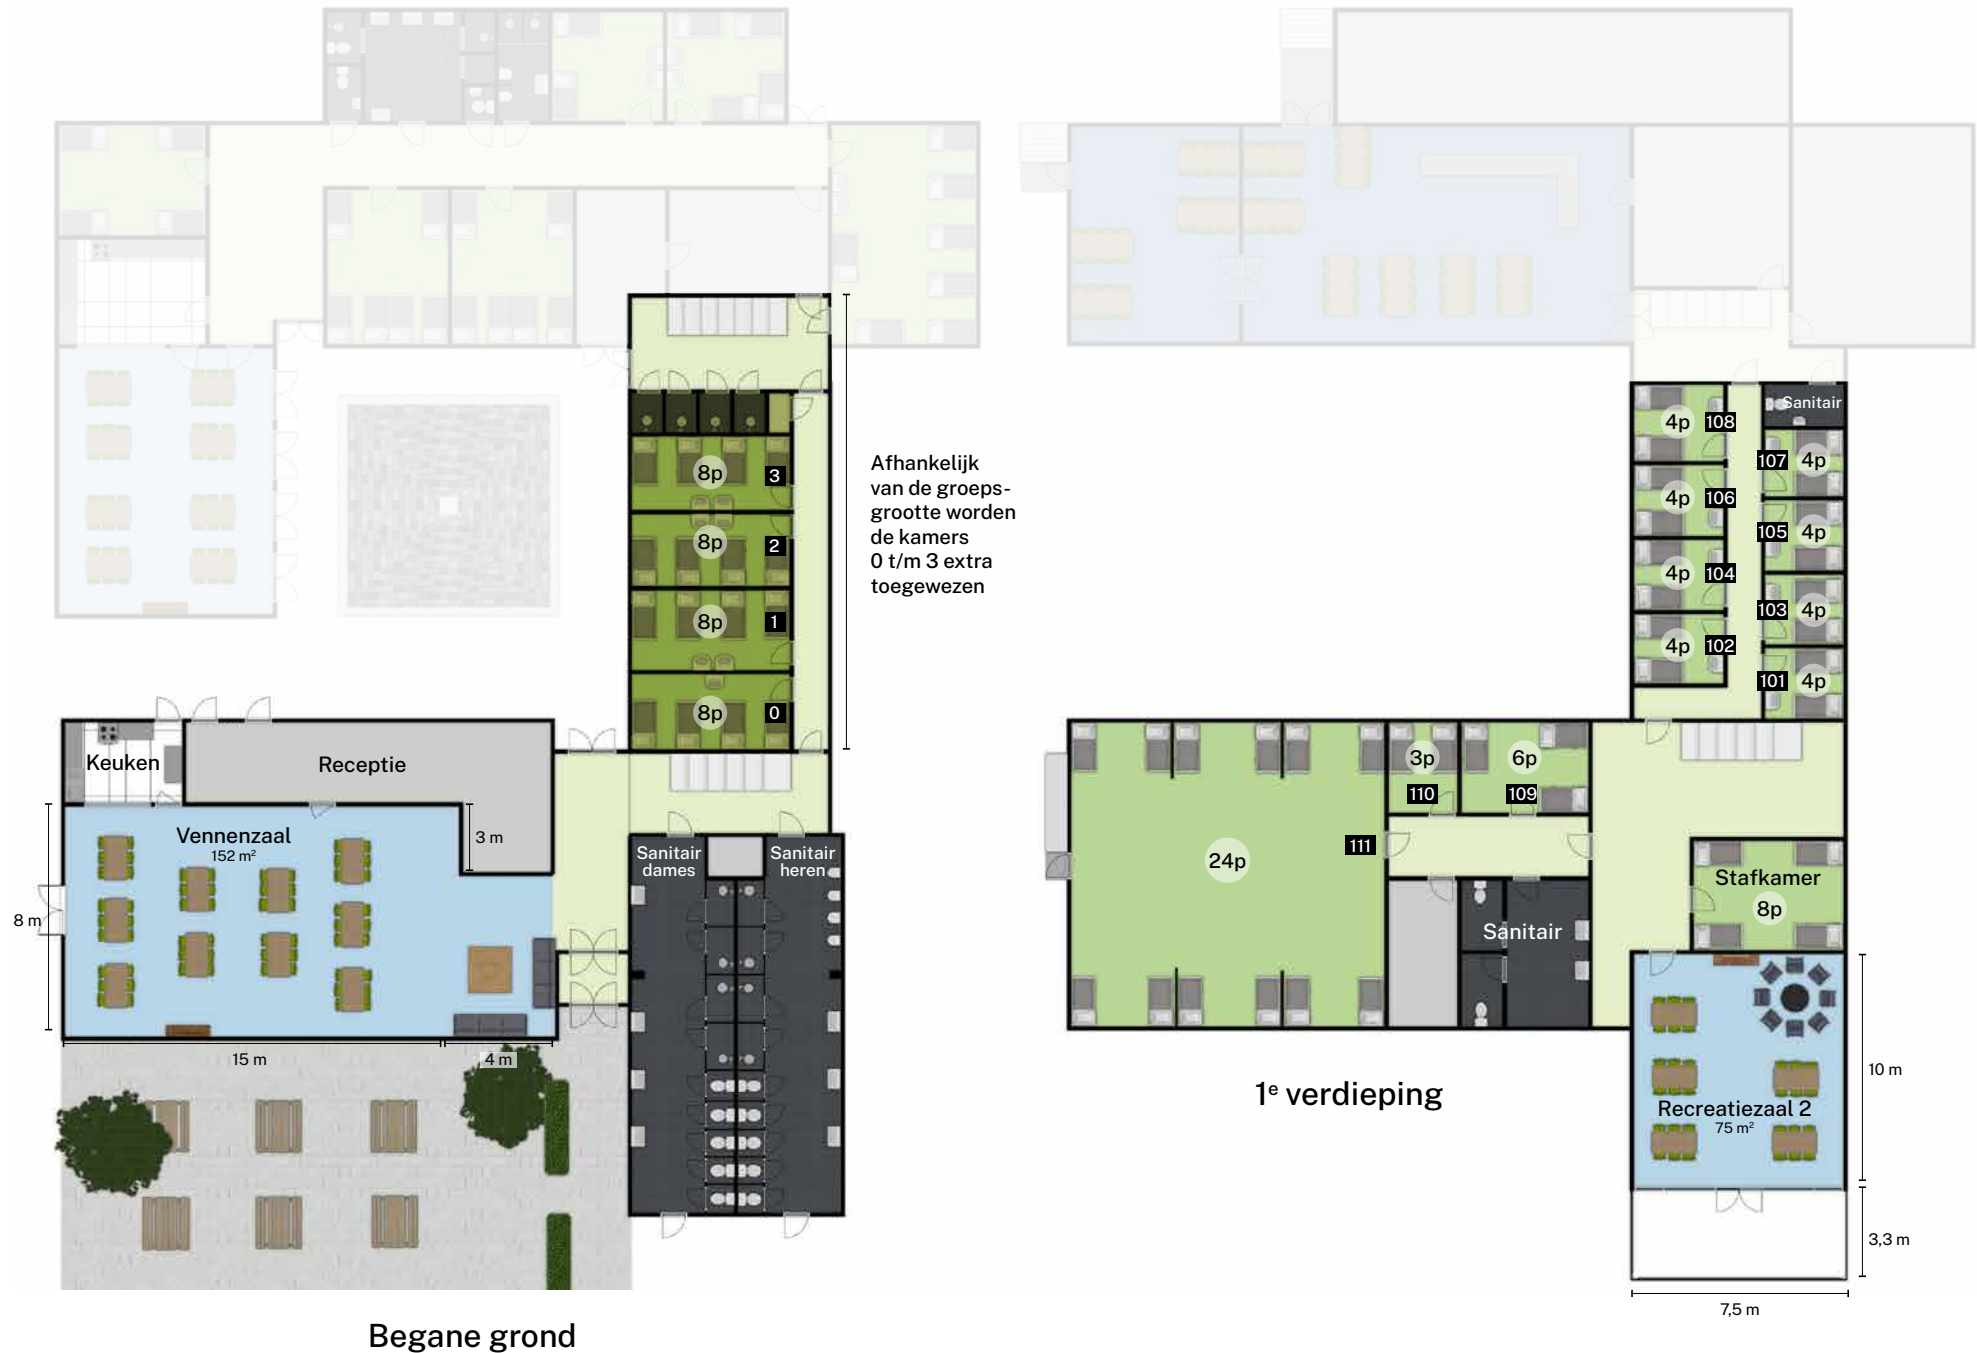 8p
3
8p
2
8p
1
8p
0
Afhankelijk
van de groeps-
grootte worden
de kamers
0 t/m 3 extra
toegewezen
Keuken
Receptie
Vennenzaal
152 m²
3 m
8 m
15 m
4 m
Sanitair
dames
Sanitair
heren
Begane grond
4p 108
Sanitair
107 4p
4p 106
105 4p
4p 104
103 4p
4p 102
101 4p
3p
110
6p
109
111
24p
Stafkamer
8p
Sanitair
Recreatiezaal 2
75 m²
10 m
3,3 m
7,5 m
1e verdieping